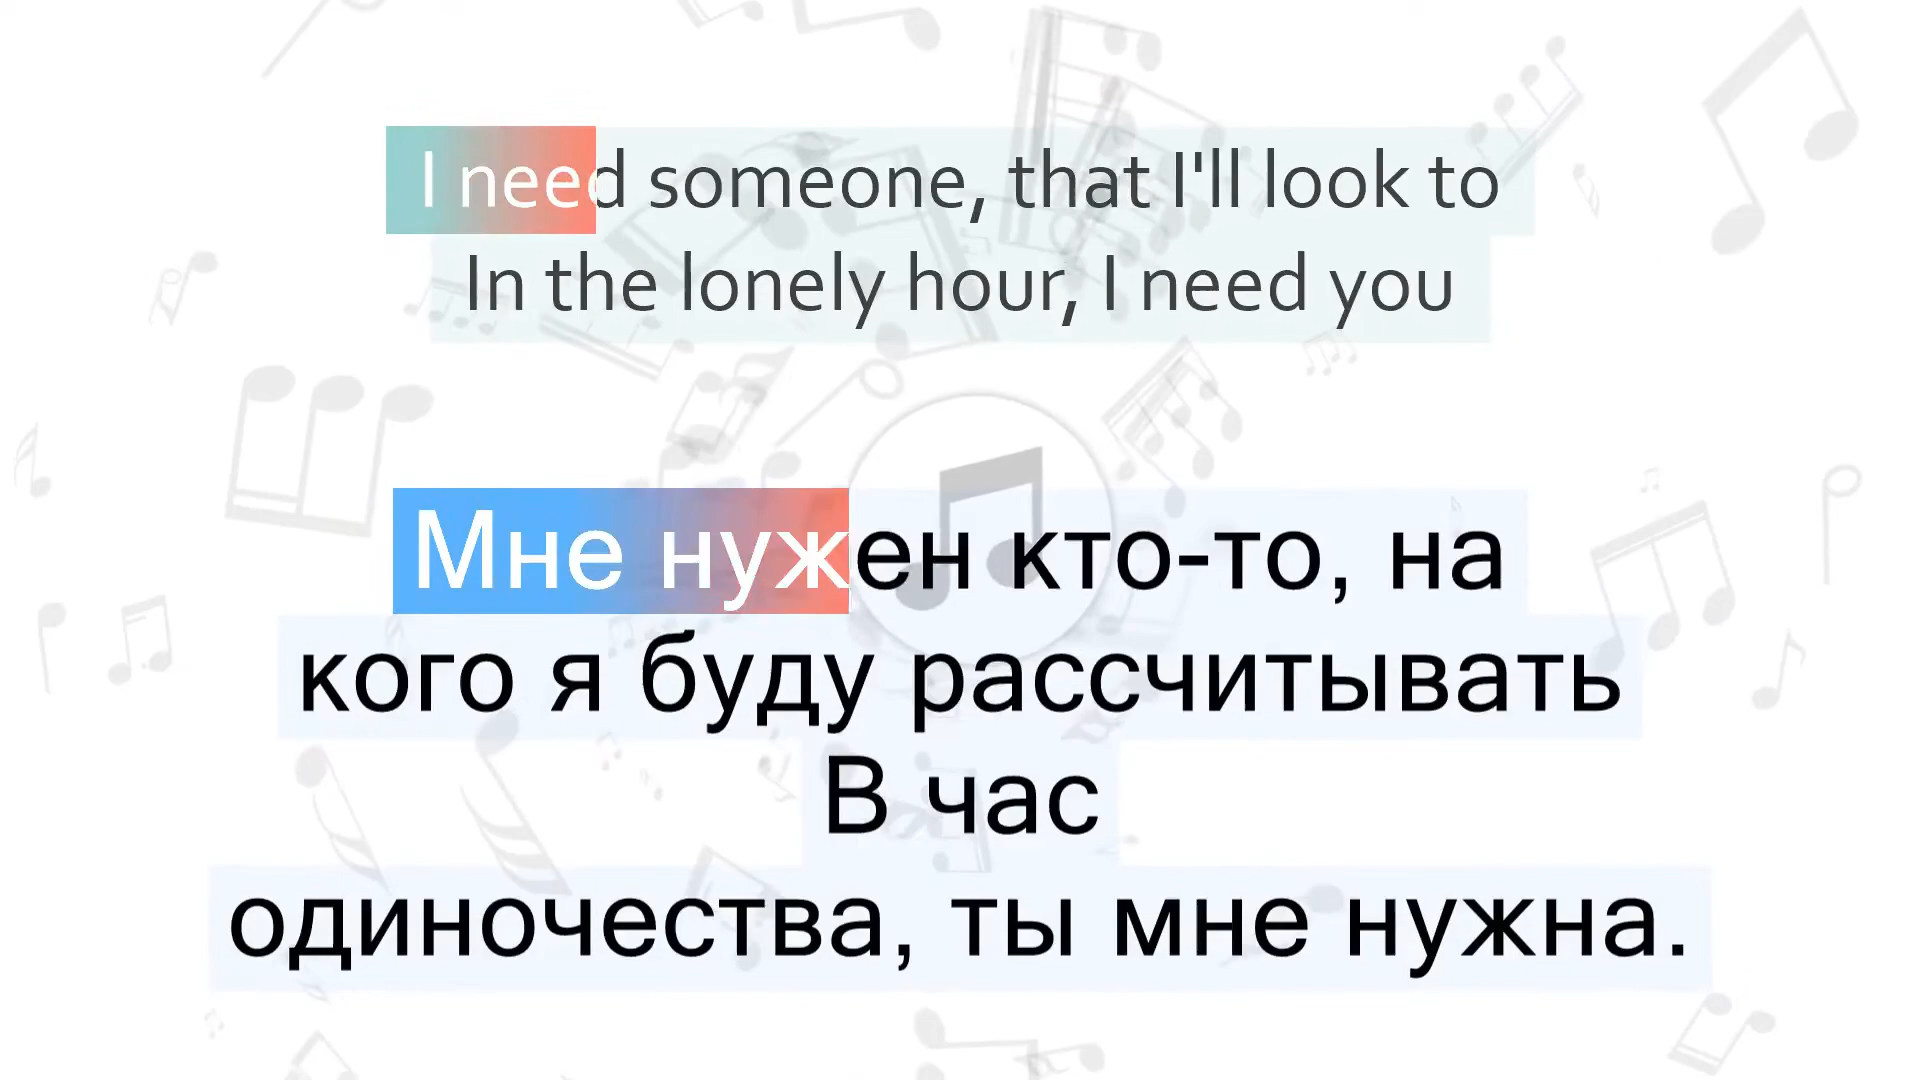 I need someone, that I'll look to
In the lonely hour, I need you
Мне нужен кто-то, на
кого я буду рассчитывать
В час
одиночества, ты мне нужна.